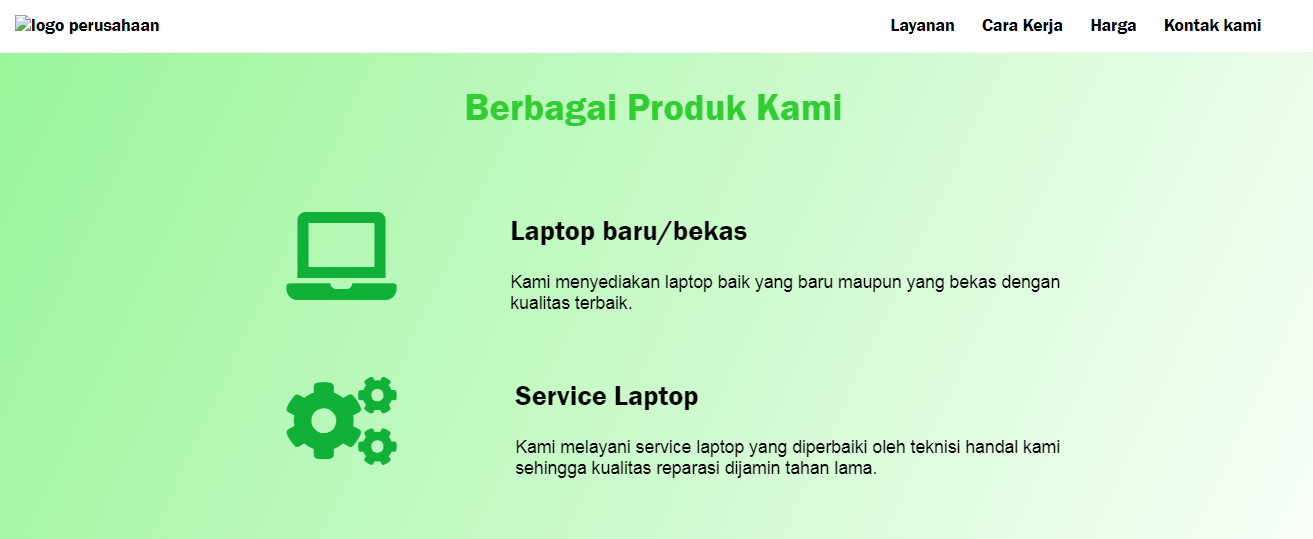 logo perusahaan
Layanan Cara Kerja Harga Kontak kami
Berbagai Produk Kami
Laptop baru/bekas
Kami menyediakan laptop baik yang baru maupun yang bekas dengan
kualitas terbaik.
Service Laptop
Kami melayani service laptop yang diperbaiki oleh teknisi handal kami
sehingga kualitas reparasi dijamin tahan lama.